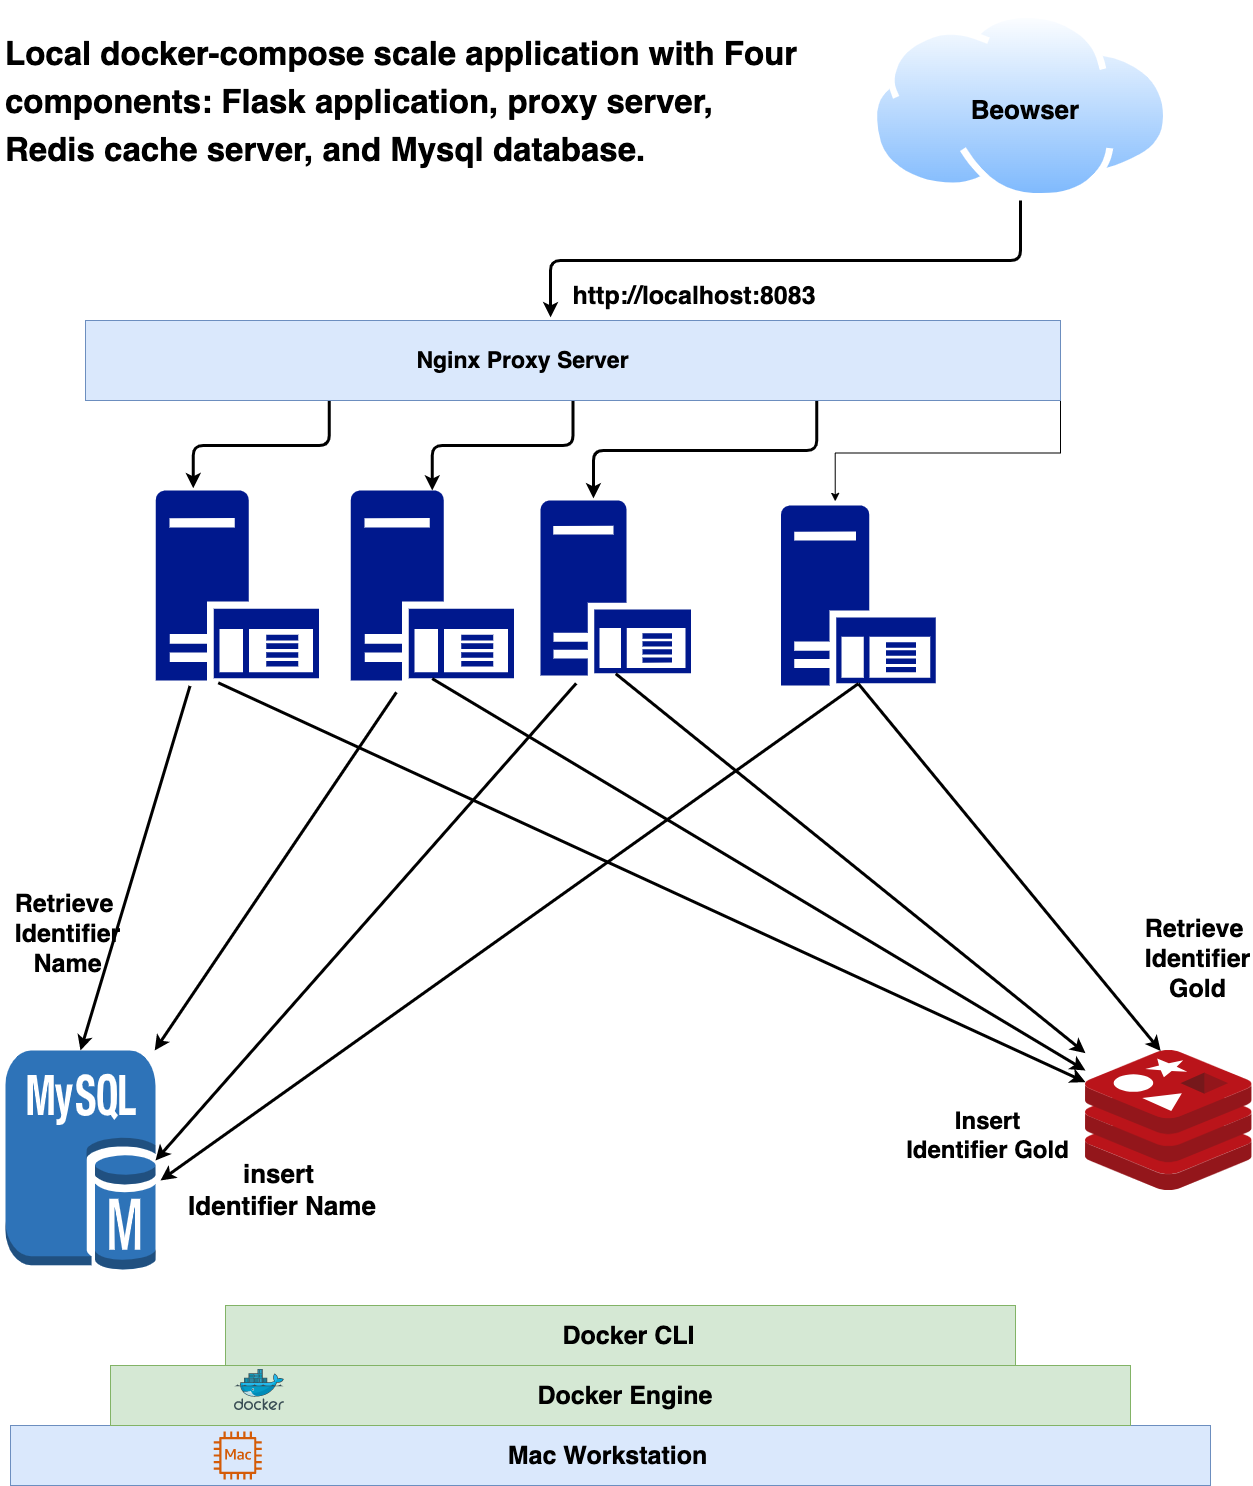 Local docker-compose scale application with Four
components: Flask application, proxy server,
Redis cache server, and Mysql database.
Beowser
http://localhost:8083
Nginx Proxy Server
Retrieve
Identifier
Name
Retrieve
Identifier
Gold
MySQL
M
Insert
Identifier Gold
insert
Identifier Name
Docker CLI
docker
Docker Engine
Mac
Mac Workstation